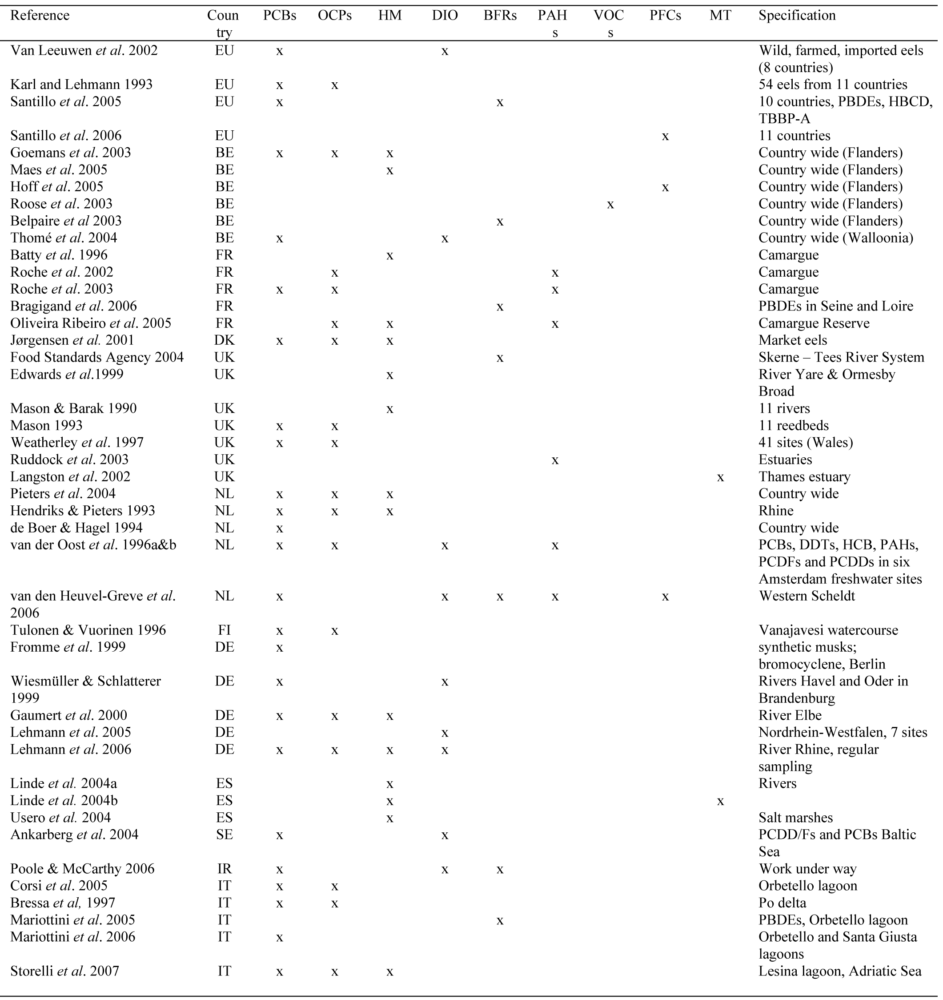 Reference Coun PCBs OCPs HM DIO BFRs PAH VOC PFCs MT Specification
try s s
Van Leeuwen et al. 2002 EU x x Wild, farmed, imported eels
(8 countries)
Karl and Lehmann 1993 EU x x 54 eels from 11 countries
Santillo et al. 2005 EU x x 10 countries, PBDEs, HBCD,
TBBP-A
Santillo et al. 2006 EU x 11 countries
Goemans et al. 2003 BE x x x Country wide (Flanders)
Maes et al. 2005 BE x Country wide (Flanders)
Hoff et al. 2005 BE x Country wide (Flanders)
Roose et al. 2003 BE x Country wide (Flanders)
Belpaire et al 2003 BE x Country wide (Flanders)
Thomé et al. 2004 BE x x Country wide (Walloonia)
Batty et al. 1996 FR x Camargue
Roche et al. 2002 FR x x Camargue
Roche et al. 2003 FR x x x Camargue
Bragigand et al. 2006 FR x PBDEs in Seine and Loire
Oliveira Ribeiro et al. 2005 FR x x x Camargue Reserve
Jørgensen et al. 2001 DK x x x Market eels
Food Standards Agency 2004 UK x Skerne – Tees River System
Edwards et al.1999 UK x River Yare & Ormesby
Broad
Mason & Barak 1990 UK x 11 rivers
Mason 1993 UK x x 11 reedbeds
Weatherley et al. 1997 UK x x 41 sites (Wales)
Ruddock et al. 2003 UK x Estuaries
Langston et al. 2002 UK x Thames estuary
Pieters et al. 2004 NL x x x Country wide
Hendriks & Pieters 1993 NL x x x Rhine
de Boer & Hagel 1994 NL x Country wide
van der Oost et al. 1996a&b NL x x x x PCBs, DDTs, HCB, PAHs,
PCDFs and PCDDs in six
Amsterdam freshwater sites
van den Heuvel-Greve et al. NL x x x x x Western Scheldt
2006
Tulonen & Vuorinen 1996 FI x x Vanajavesi watercourse
Fromme et al. 1999 DE x synthetic musks;
bromocyclene, Berlin
Wiesmüller & Schlatterer DE x x Rivers Havel and Oder in
1999 Brandenburg
Gaumert et al. 2000 DE x x x River Elbe
Lehmann et al. 2005 DE x Nordrhein-Westfalen, 7 sites
Lehmann et al. 2006 DE x x x x River Rhine, regular
sampling
Linde et al. 2004a ES x Rivers
Linde et al. 2004b ES x x
Usero et al. 2004 ES x Salt marshes
Ankarberg et al. 2004 SE x x PCDD/Fs and PCBs Baltic
Sea
Poole & McCarthy 2006 IR x x x Work under way
Corsi et al. 2005 IT x x Orbetello lagoon
Bressa et al, 1997 IT x x Po delta
Mariottini et al. 2005 IT x PBDEs, Orbetello lagoon
Mariottini et al. 2006 IT x Orbetello and Santa Giusta
lagoons
Storelli et al. 2007 IT x x x Lesina lagoon, Adriatic Sea